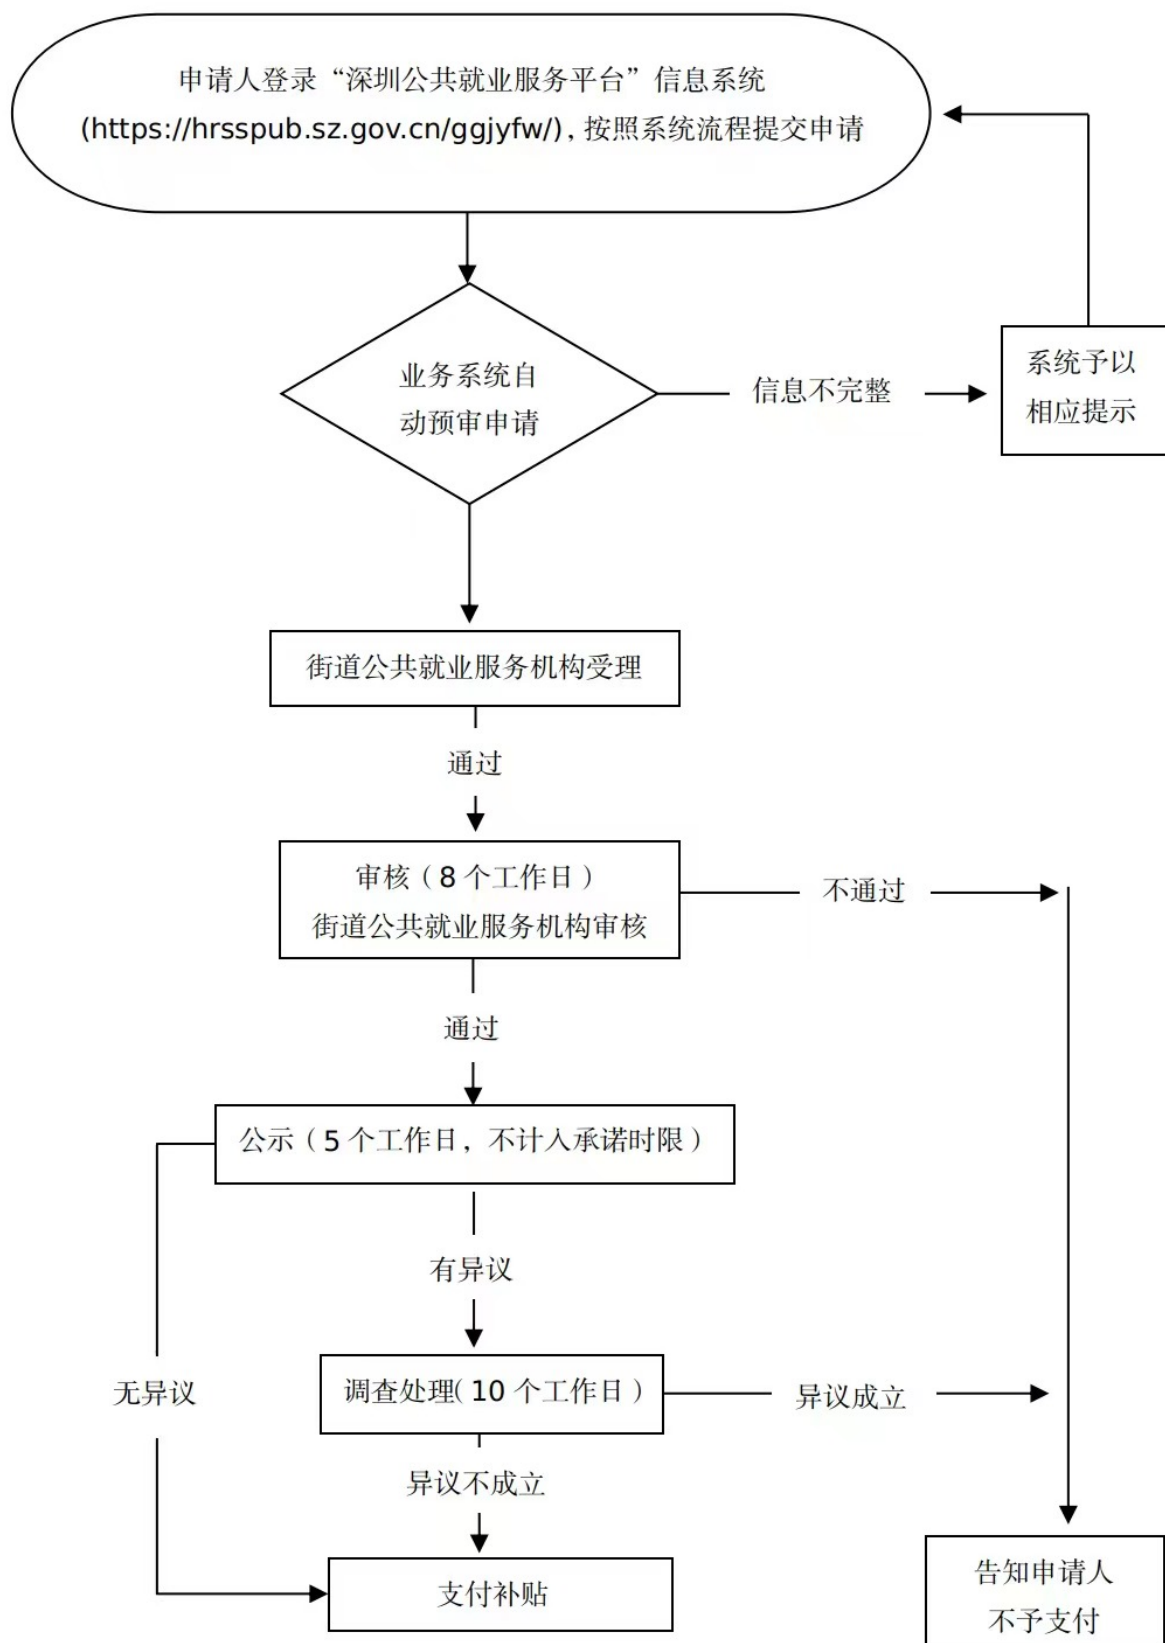 申请人登录“深圳公共就业服务平台”信息系统
(https://hrsspub.sz.gov.cn/ggjyfw/)，按照系统流程提交申请
业务系统自
动预审申请
信息不完整
系统予以
相应提示
街道公共就业服务机构受理
通过
审核（8个工作日）
街道公共就业服务机构审核
不通过
通过
公示（5个工作日，不计入承诺时限）
有异议
无异议
调查处理(10个工作日）
异议成立
异议不成立
支付补贴
告知申请人
不予支付